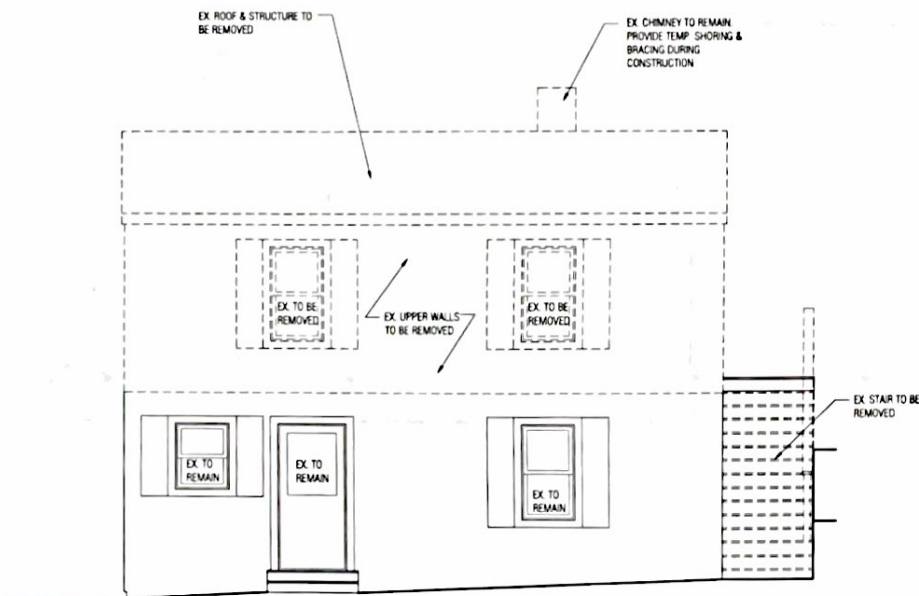 EX. ROOF & STRUCTURE TO
BE REMOVED
EX. CHIMNEY TO REMAIN.
PROVIDE TEMP. SHORING &
BRACING DURING
CONSTRUCTION
EX. TO BE
REMOVED
EX. UPPER WALLS
TO BE REMOVED
EX. TO BE
REMOVED
EX. STAIR TO BE
REMOVED
EX. TO
REMAIN
EX. TO
REMAIN
EX. TO
REMAIN